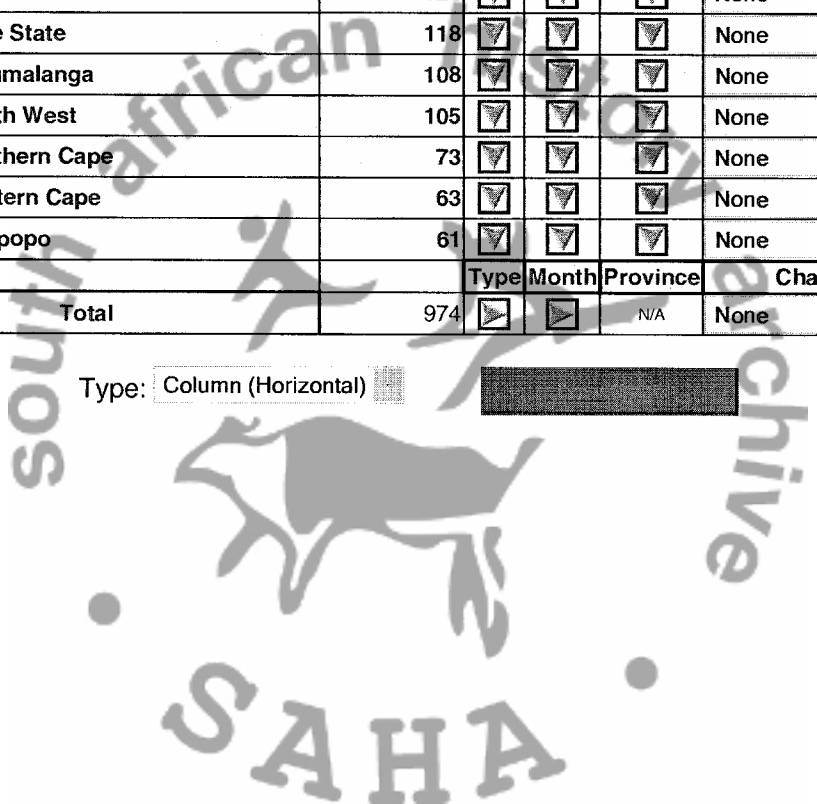 None
e State 118 None
umalanga 108 None
th West 105 None
thern Cape 73 None
tern Cape 63 None
popo 61 None
Type Month Province Cha
Total 974 N/A None
Type: Column (Horizontal)
south african history archive
SAHA